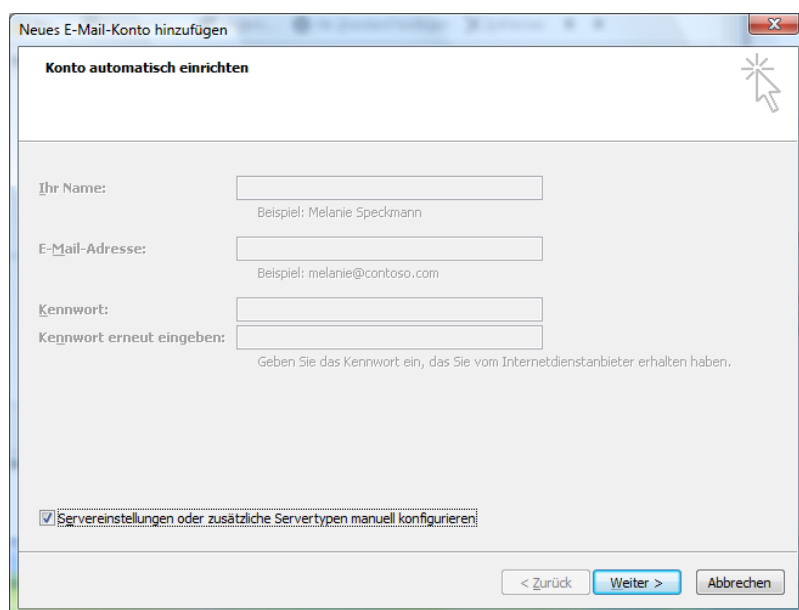 Neues E-Mail-Konto hinzufügen
Konto automatisch einrichten
Ihr Name:
Beispiel: Melanie Speckmann
E-Mail-Adresse:
Beispiel: melanie@contoso.com
Kennwort:
Kennwort erneut eingeben:
Geben Sie das Kennwort ein, das Sie vom Internetdienstanbieter erhalten haben.
Servereinstellungen oder zusätzliche Servertypen manuell konfigurieren
< Zurück Weiter > Abbrechen